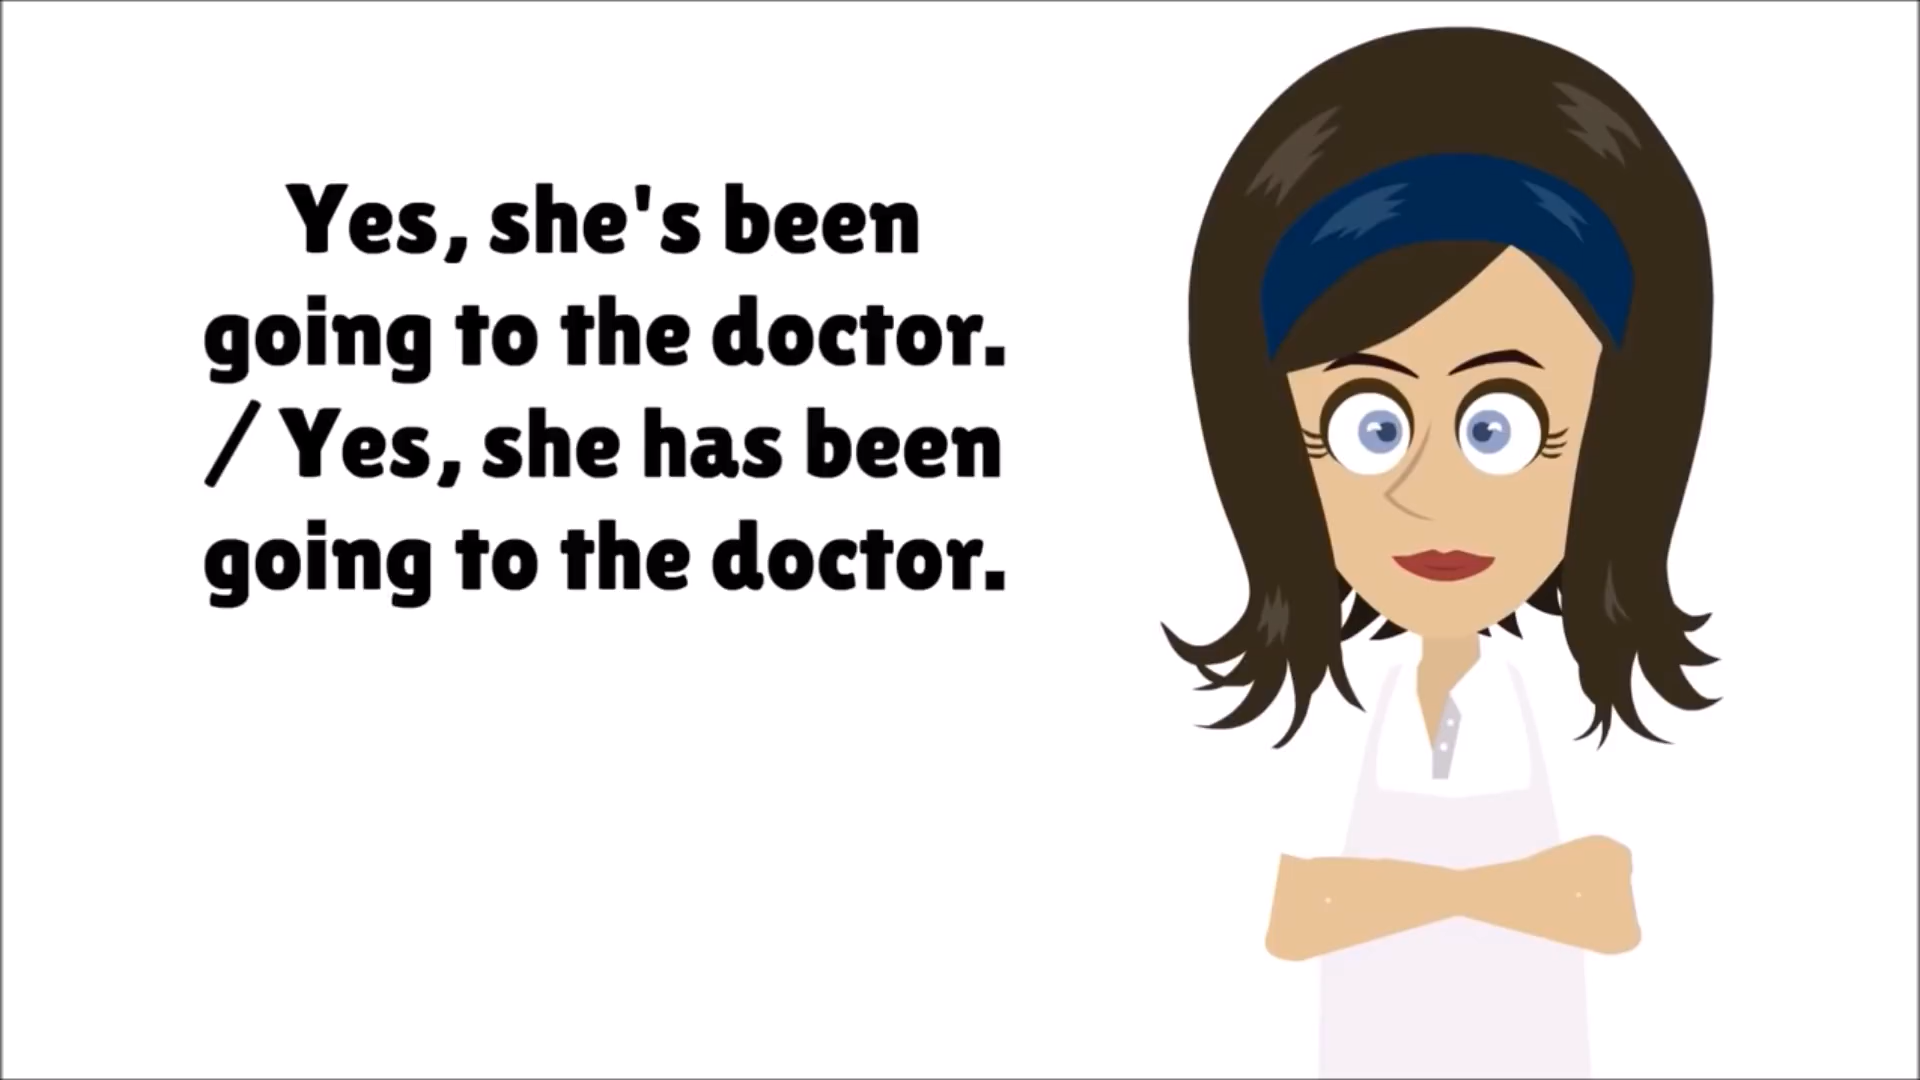 Yes, she's been
going to the doctor.
/ Yes, she has been
going to the doctor.